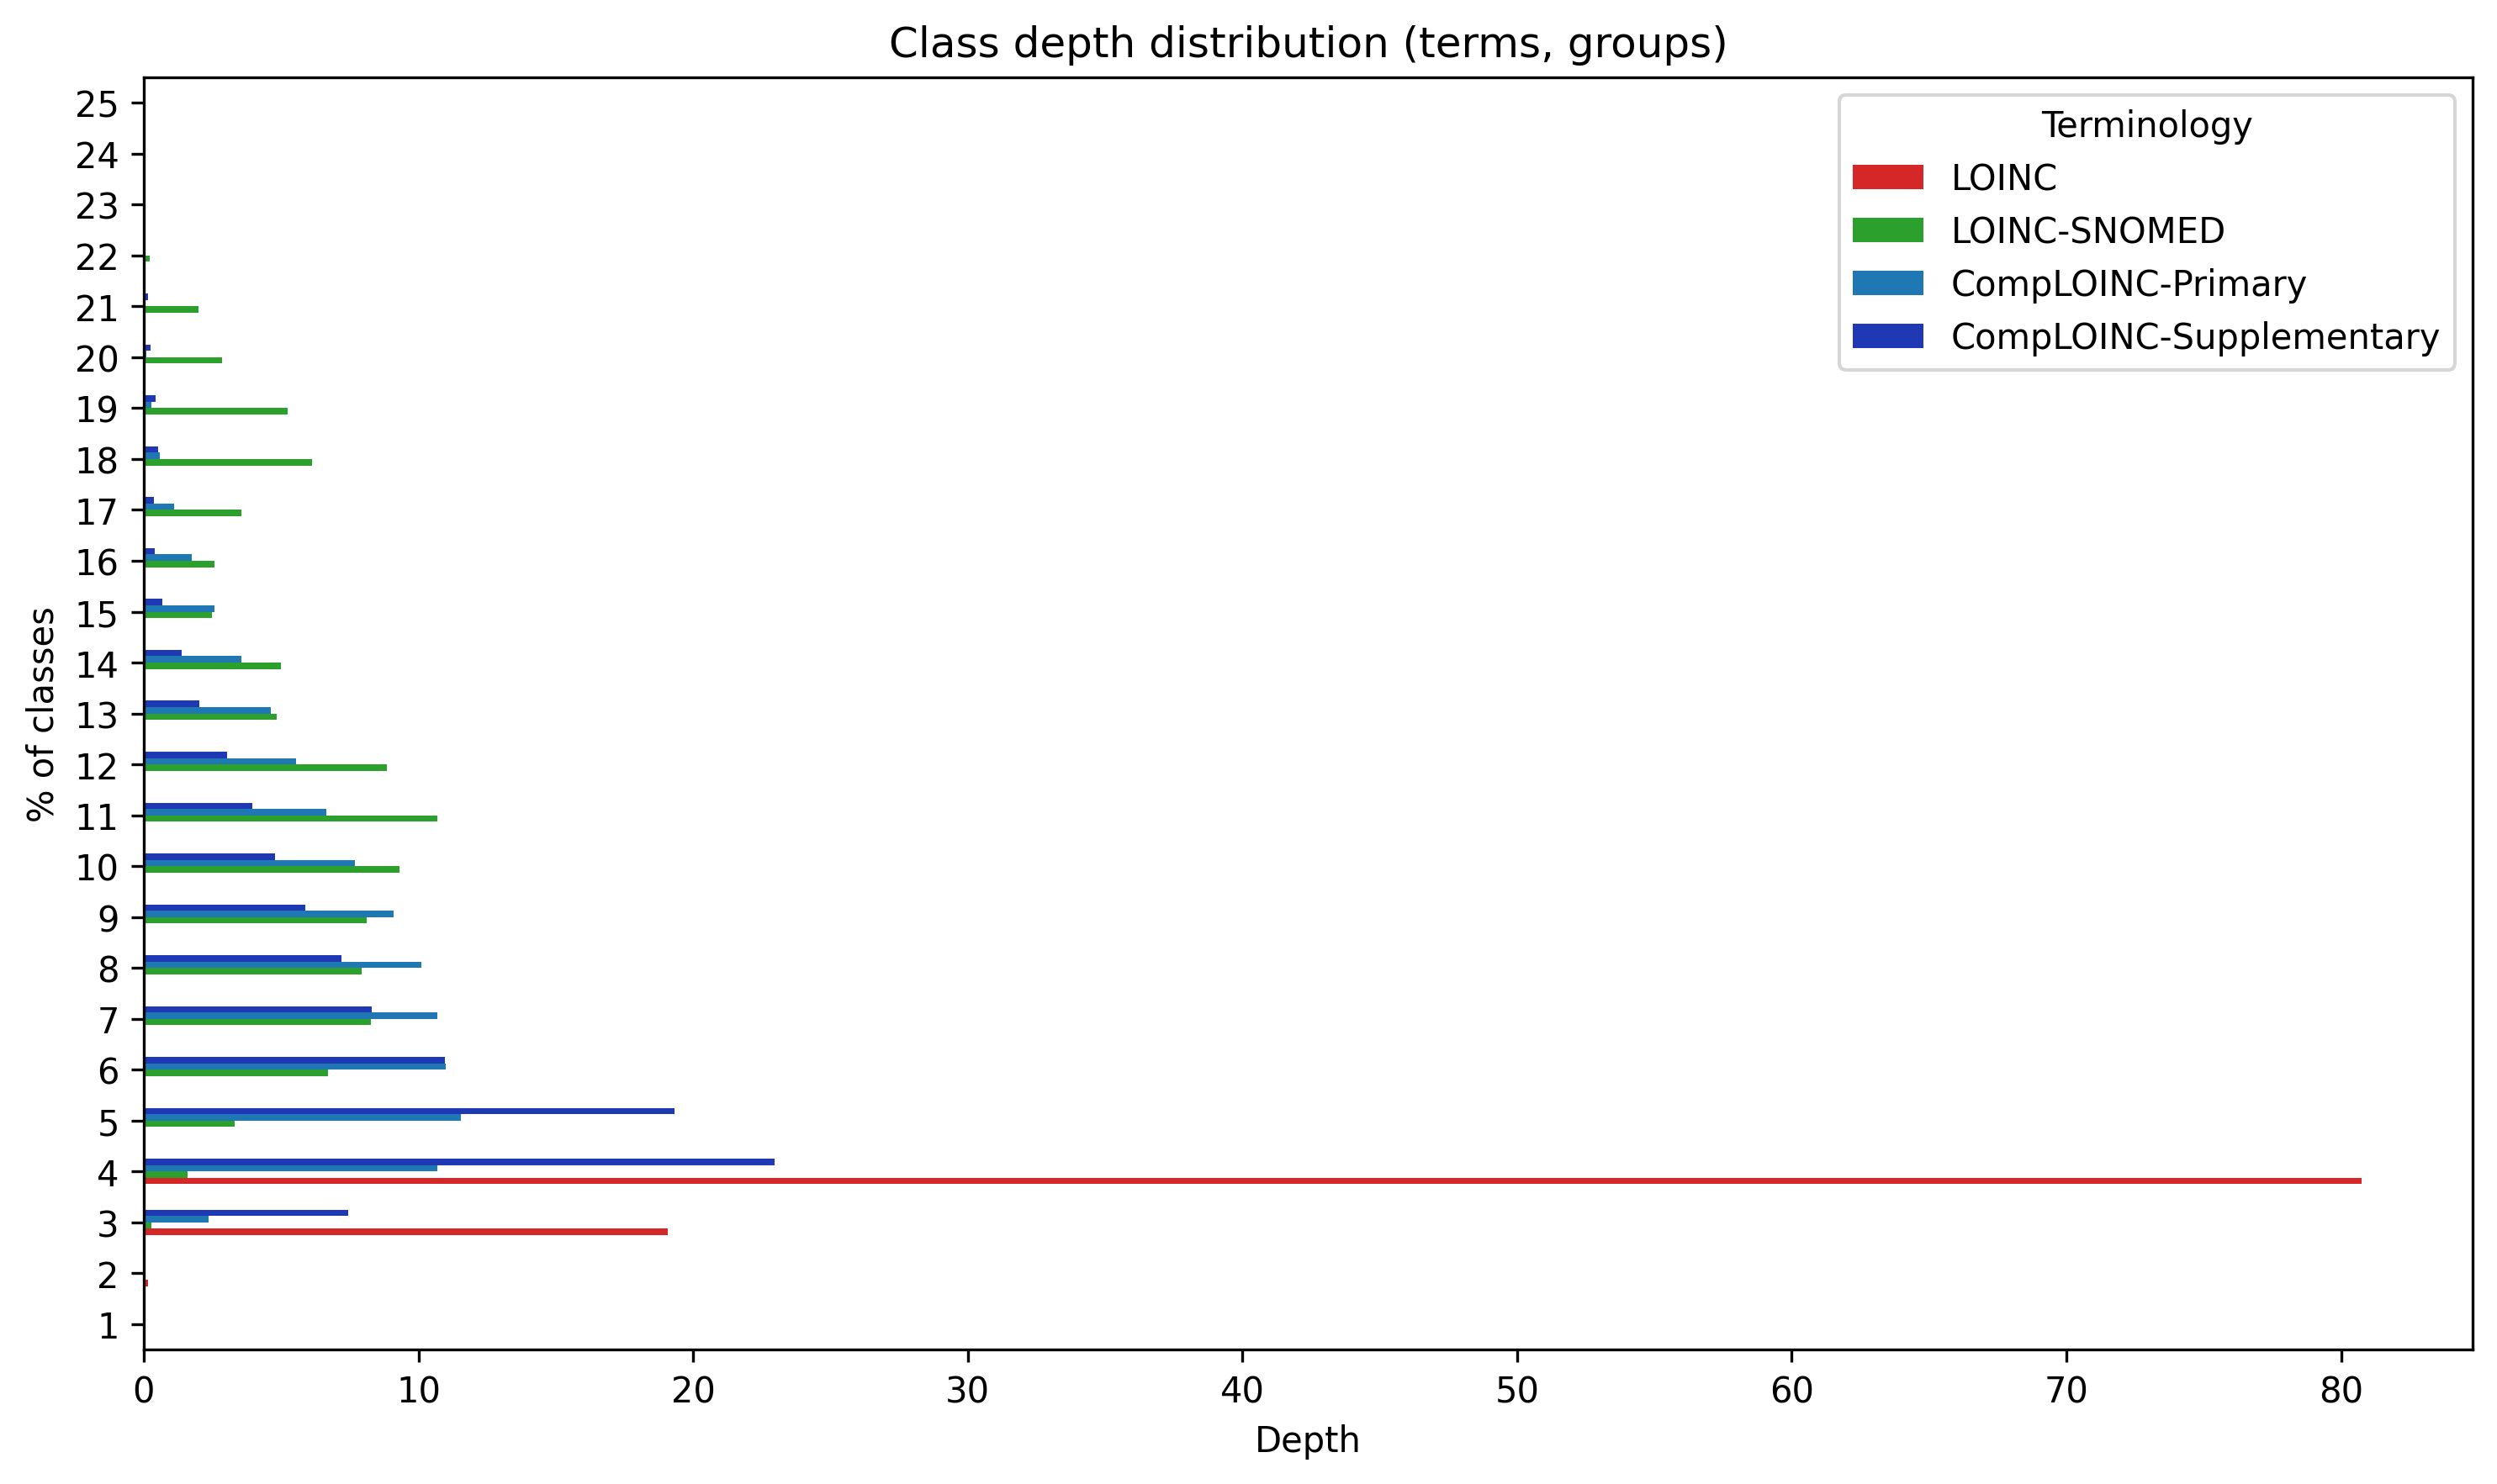 Class depth distribution (terms, groups)
Terminology
LOINC
LOINC-SNOMED
CompLOINC-Primary
CompLOINC-Supplementary
% of classes
25
24
23
22
21
20
19
18
17
16
15
14
13
12
11
10
9
8
7
6
5
4
3
2
1
0 10 20 30 40 50 60 70 80
Depth